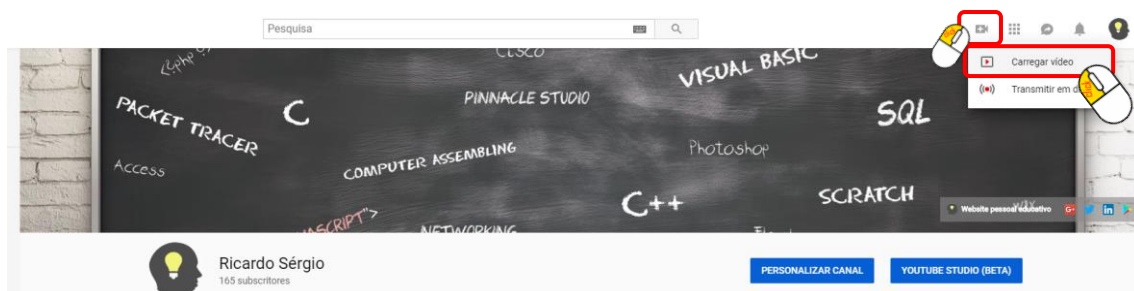 Pesquisa
Carregar vídeo
Transmitir em d
<?php
CISCO
VISUAL BASIC
PACKET TRACER
C
PINNACLE STUDIO
SQL
Access
COMPUTER ASSEMBLING
Photoshop
C++
SCRATCH
ASCRIPT">
NETWORKING
Website pessoal educativo
Ricardo Sérgio
165 subscritores
PERSONALIZAR CANAL
YOUTUBE STUDIO (BETA)